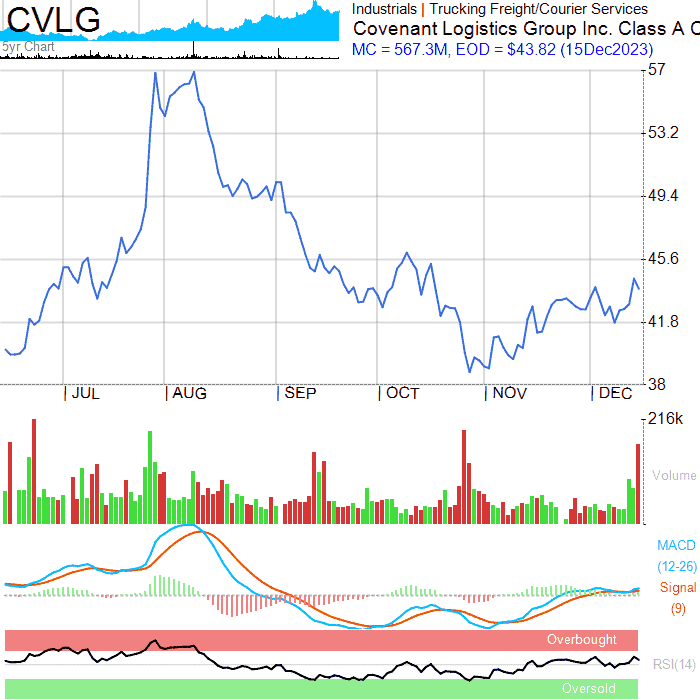 CVLG
5yr Chart
Industrials | Trucking Freight/Courier Services
Covenant Logistics Group Inc. Class A C
MC = 567.3M, EOD = $43.82 (15Dec2023)
57
53.2
49.4
45.6
41.8
38
| JUL | AUG | SEP | OCT | NOV | DEC
216k
Volume
MACD
(12-26)
Signal
(9)
Overbought
RSI(14)
Oversold